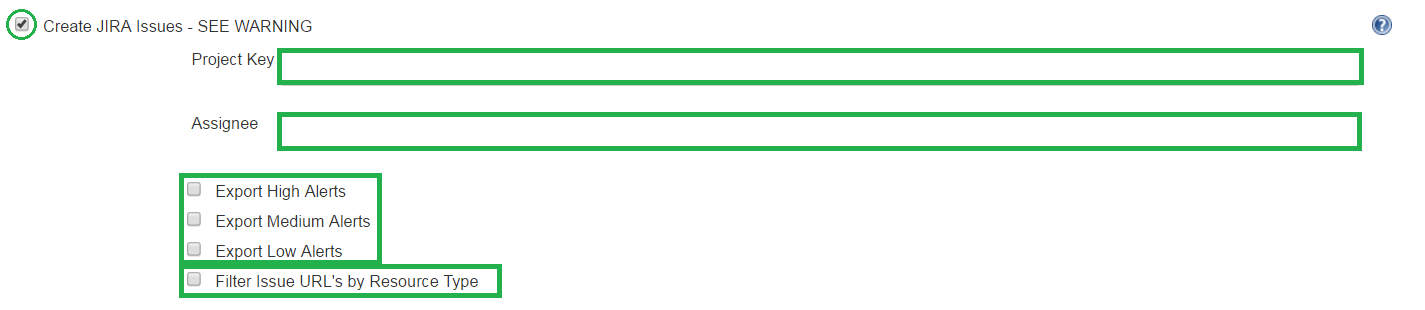 Create JIRA Issues - SEE WARNING
?
Project Key
Assignee
Export High Alerts
Export Medium Alerts
Export Low Alerts
Filter Issue URL's by Resource Type